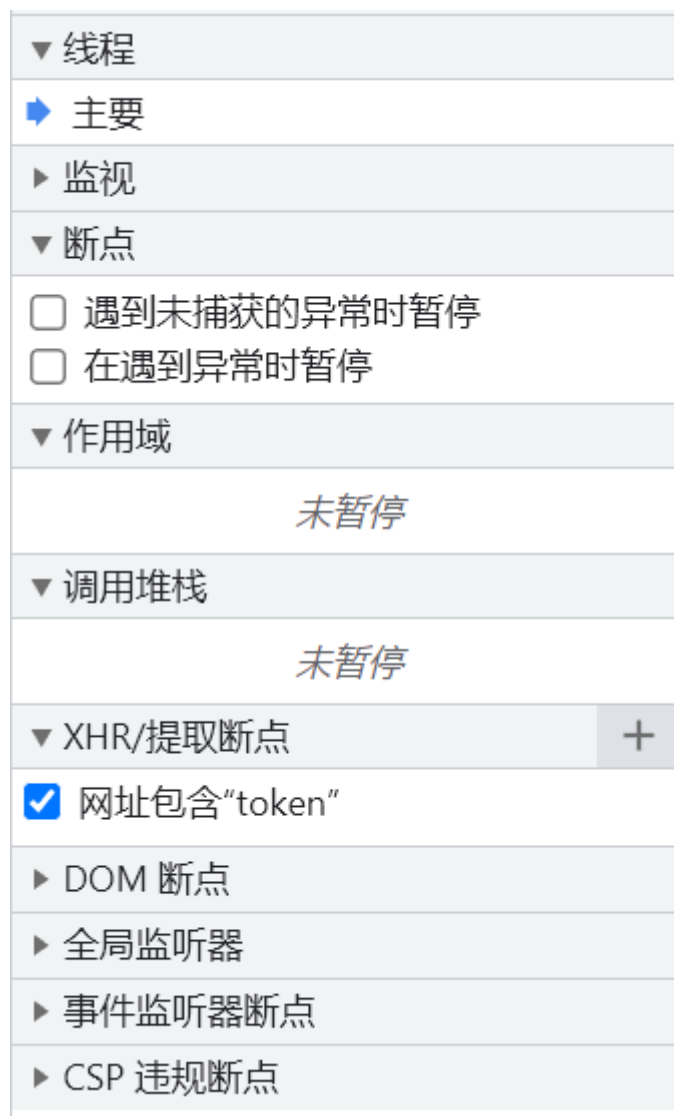 线程
主要
监视
断点
遇到未捕获的异常时暂停
在遇到异常时暂停
作用域
未暂停
调用堆栈
未暂停
XHR/提取断点
网址包含“token”
DOM 断点
全局监听器
事件监听器断点
CSP 违规断点